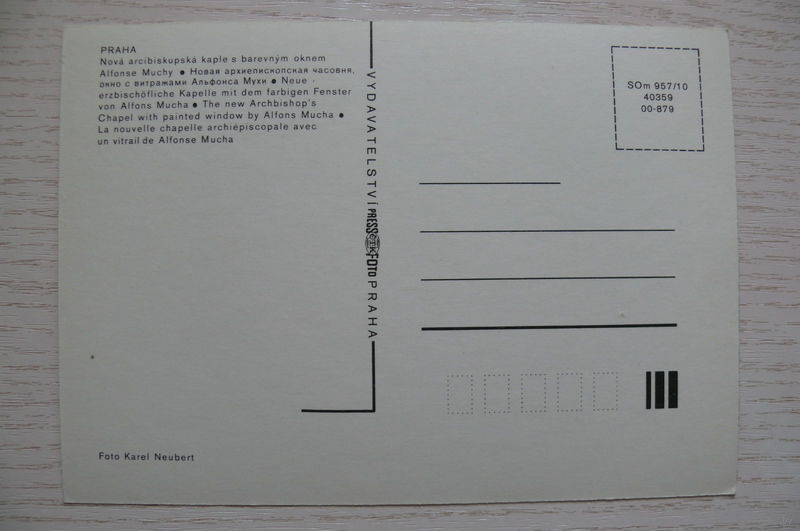 PRAHA
Nová arcibiskupská kaple s barevným oknem
Alfonse Muchy ● Новая архиепископская часовня,
окно с витражами Альфонса Мухи ● Neue
erzbischöfliche Kapelle mit dem farbigen Fenster
von Alfons Mucha ● The new Archbishop's
Chapel with painted window by Alfons Mucha ●
La nouvelle chapelle archiépiscopale avec
un vitrail de Alfonse Mucha
VYDAVATELSTVÍ PRESSFOTO PRAHA
ČTK
SOm 957/10
40359
00-879
Foto Karel Neubert